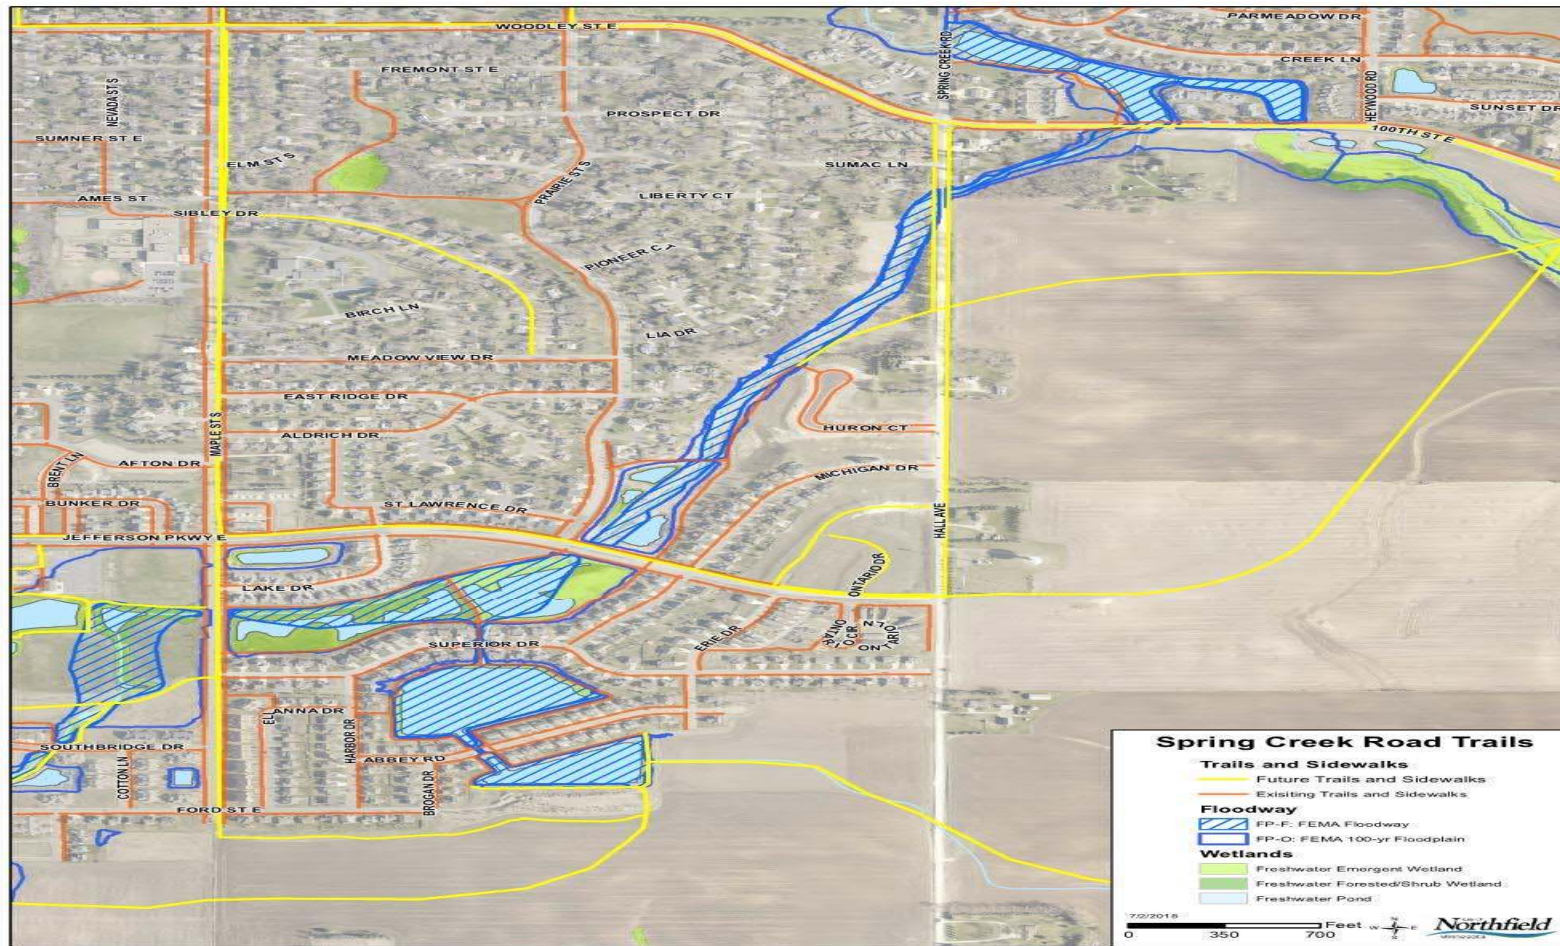 WOODLEY ST E
PARMEADOW DR
CREEK LN
SPRING CREEK RD
HEYWOOD RD
SUNSET DR
FREMONT ST E
NEVADA ST S
PROSPECT DR
100TH ST E
SUMNER ST E
ELM ST S
SUMAC LN
PRAIRIE ST S
LIBERTY CT
AMES ST
SIBLEY DR
PIONEER
BIRCH LN
LIA DR
MEADOW VIEW DR
EAST RIDGE DR
MAPLE ST S
ALDRICH DR
HURON CT
BRENT LN
AFTON DR
MICHIGAN DR
BUNKER DR
ST LAWRENCE DR
HALL AVE
JEFFERSON PKWY E
LAKE DR
ONTARIO DR
SUPERIOR DR
ERIE DR
ONTARIO CIR
ONTARIO LN
ELL
ANNA DR
HARBOR DR
SOUTHBRIDGE DR
COTTON LN
ABBEY RD
BROGAN DR
FORD ST E
Spring Creek Road Trails
Trails and Sidewalks
Future Trails and Sidewalks
Exisiting Trails and Sidewalks
Floodway
FP-F: FEMA Floodway
FP-O: FEMA 100-yr Floodplain
Wetlands
Freshwater Emergent Wetland
Freshwater Forested/Shrub Wetland
Freshwater Pond
7/2/2018
0 350 700 Feet
W E
Northfield